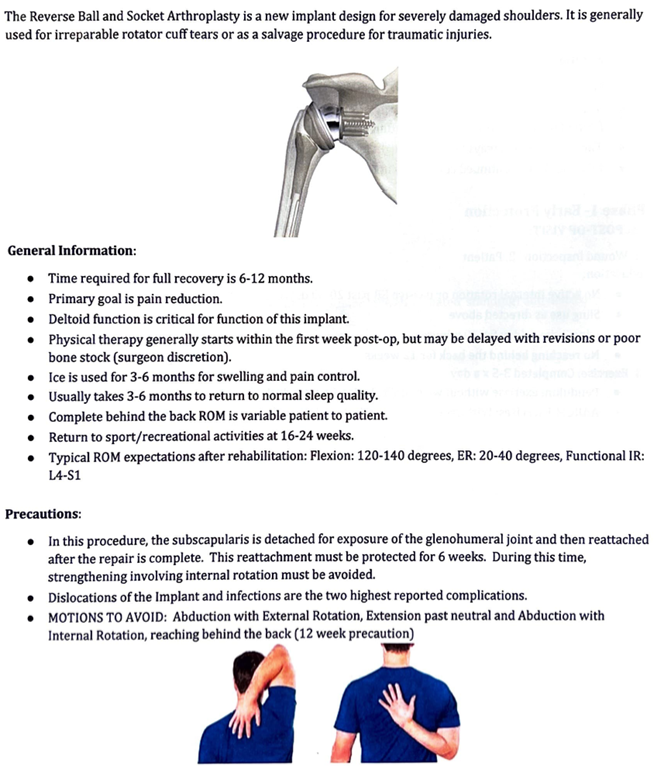 The Reverse Ball and Socket Arthroplasty is a new implant design for severely damaged shoulders. It is generally
used for irreparable rotator cuff tears or as a salvage procedure for traumatic injuries.
General Information:
• Time required for full recovery is 6-12 months.
• Primary goal is pain reduction.
• Deltoid function is critical for function of this implant.
• Physical therapy generally starts within the first week post-op, but may be delayed with revisions or poor
bone stock (surgeon discretion).
• Ice is used for 3-6 months for swelling and pain control.
• Usually takes 3-6 months to return to normal sleep quality.
• Complete behind the back ROM is variable patient to patient.
• Return to sport/recreational activities at 16-24 weeks.
• Typical ROM expectations after rehabilitation: Flexion: 120-140 degrees, ER: 20-40 degrees, Functional IR:
L4-S1
Precautions:
• In this procedure, the subscapularis is detached for exposure of the glenohumeral joint and then reattached
after the repair is complete. This reattachment must be protected for 6 weeks. During this time,
strengthening involving internal rotation must be avoided.
• Dislocations of the Implant and infections are the two highest reported complications.
• MOTIONS TO AVOID: Abduction with External Rotation, Extension past neutral and Abduction with
Internal Rotation, reaching behind the back (12 week precaution)